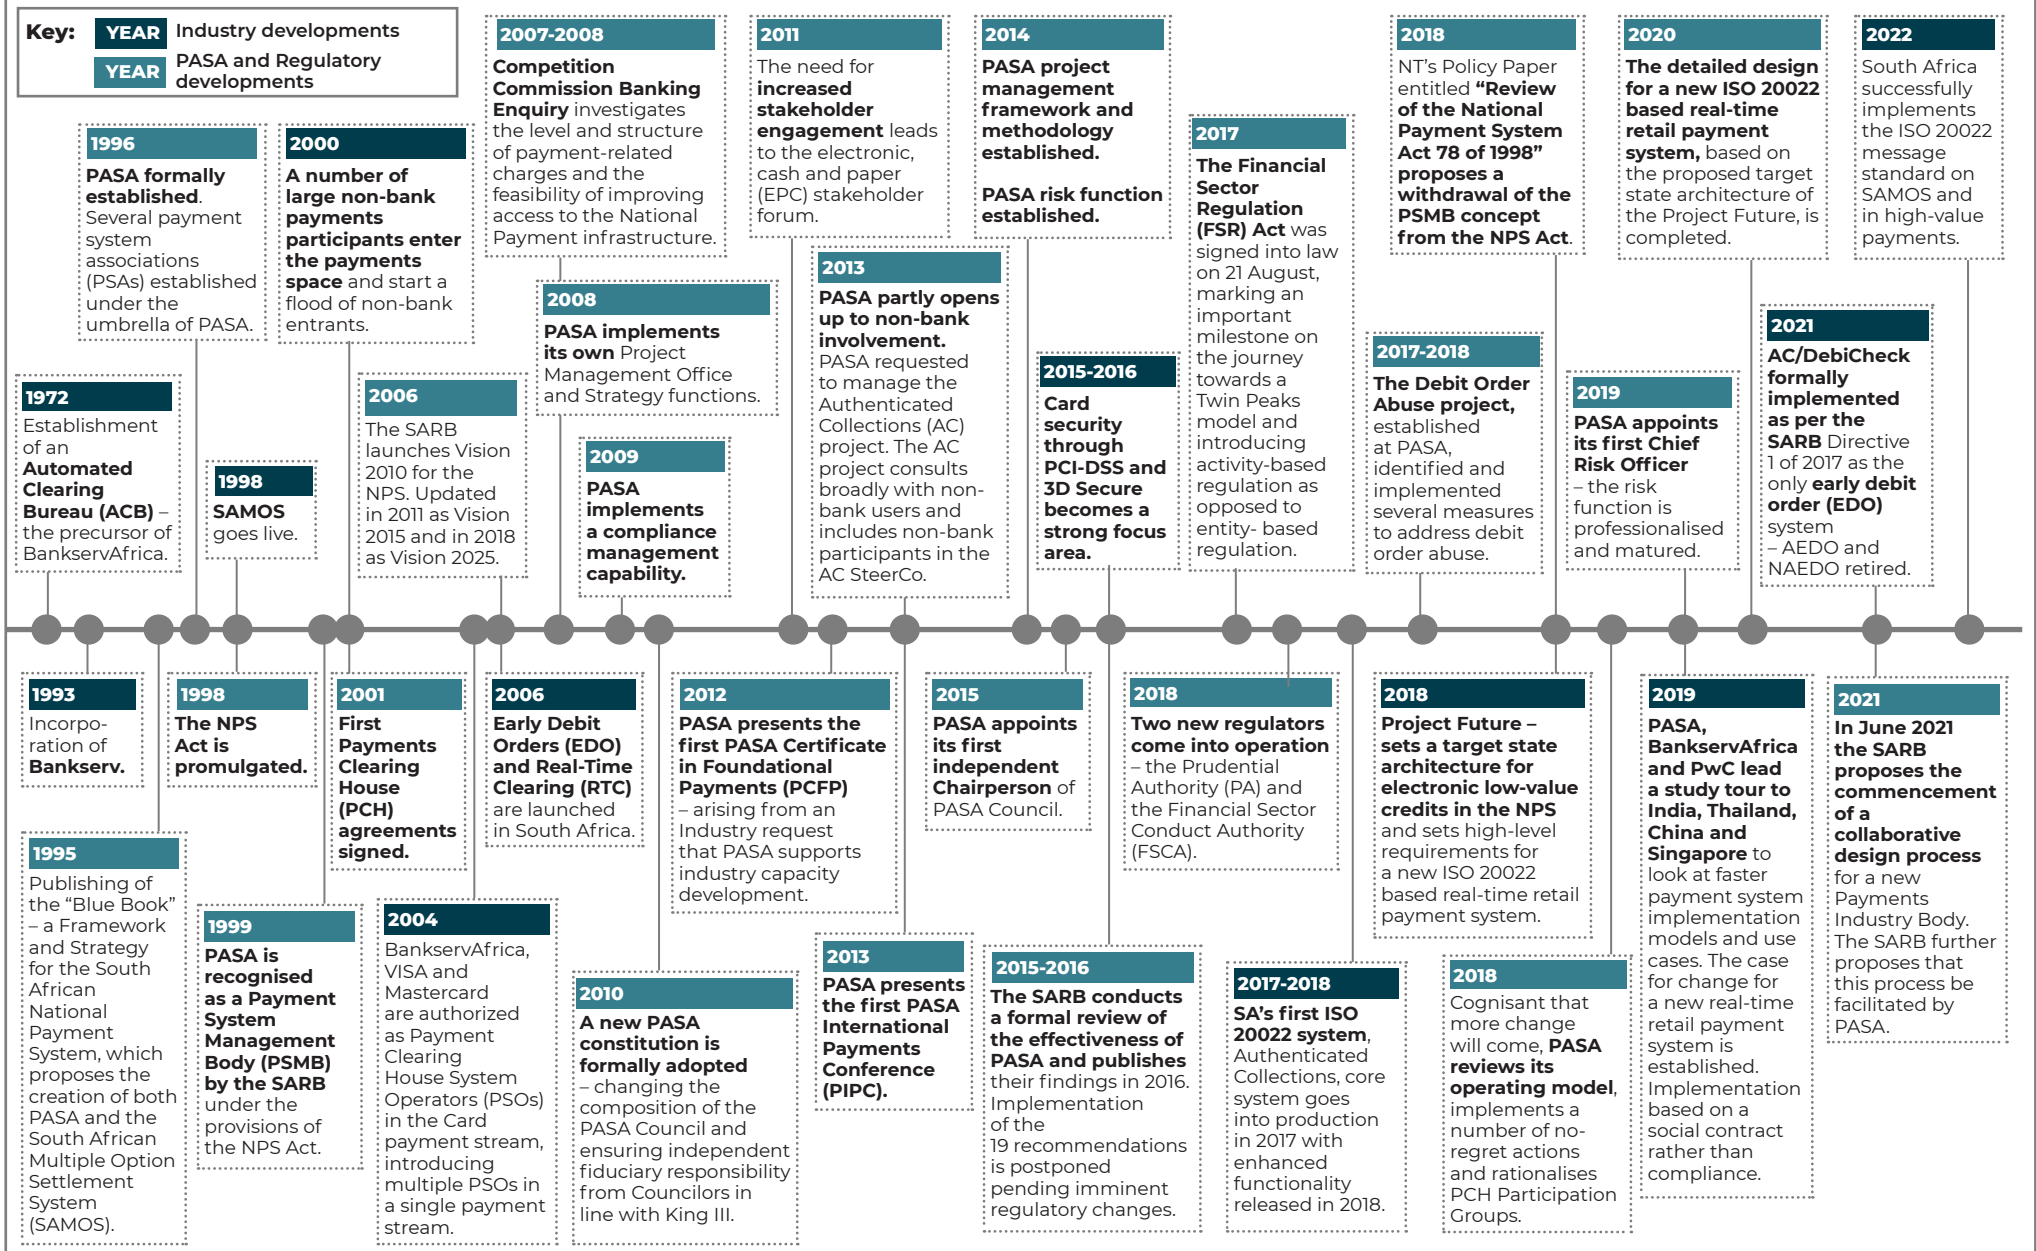 Key:
YEAR Industry developments
YEAR PASA and Regulatory
developments
1972
Establishment
of an
Automated
Clearing
Bureau (ACB) –
the precursor of
BankservAfrica.
1996
PASA formally
established.
Several payment
system
associations
(PSAs) established
under the
umbrella of PASA.
1998
SAMOS
goes live.
2000
A number of
large non-bank
payments
participants enter
the payments
space and start a
flood of non-bank
entrants.
2006
The SARB
launches Vision
2010 for the
NPS. Updated
in 2011 as Vision
2015 and in 2018
as Vision 2025.
2007-2008
Competition
Commission Banking
Enquiry investigates
the level and structure
of payment-related
charges and the
feasibility of improving
access to the National
Payment infrastructure.
2008
PASA implements
its own Project
Management Office
and Strategy functions.
2009
PASA
implements
a compliance
management
capability.
2011
The need for
increased
stakeholder
engagement leads
to the electronic,
cash and paper
(EPC) stakeholder
forum.
2013
PASA partly opens
up to non-bank
involvement.
PASA requested
to manage the
Authenticated
Collections (AC)
project. The AC
project consults
broadly with non-
bank users and
includes non-bank
participants in the
AC SteerCo.
2014
PASA project
management
framework and
methodology
established.
PASA risk function
established.
2015-2016
Card
security
through
PCI-DSS and
3D Secure
becomes a
strong focus
area.
2017
The Financial
Sector
Regulation
(FSR) Act was
signed into law
on 21 August,
marking an
important
milestone on
the journey
towards a
Twin Peaks
model and
introducing
activity-based
regulation as
opposed to
entity- based
regulation.
2017-2018
The Debit Order
Abuse project,
established
at PASA,
identified and
implemented
several measures
to address debit
order abuse.
2018
NT’s Policy Paper
entitled “Review
of the National
Payment System
Act 78 of 1998”
proposes a
withdrawal of the
PSMB concept
from the NPS Act.
2019
PASA appoints
its first Chief
Risk Officer
– the risk
function is
professionalised
and matured.
2020
The detailed design
for a new ISO 20022
based real-time
retail payment
system, based on
the proposed target
state architecture of
the Project Future, is
completed.
2021
AC/DebiCheck
formally
implemented
as per the
SARB Directive
1 of 2017 as the
only early debit
order (EDO)
system
– AEDO and
NAEDO retired.
2022
South Africa
successfully
implements
the ISO 20022
message
standard on
SAMOS and
in high-value
payments.
1993
Incorpo-
ration of
Bankserv.
1995
Publishing of
the “Blue Book”
– a Framework
and Strategy
for the South
African
National
Payment
System, which
proposes the
creation of both
PASA and the
South African
Multiple Option
Settlement
System
(SAMOS).
1998
The NPS
Act is
promulgated.
1999
PASA is
recognised
as a Payment
System
Management
Body (PSMB)
by the SARB
under the
provisions of
the NPS Act.
2001
First
Payments
Clearing
House
(PCH)
agreements
signed.
2004
BankservAfrica,
VISA and
Mastercard
are authorized
as Payment
Clearing
House System
Operators (PSOs)
in the Card
payment stream,
introducing
multiple PSOs in
a single payment
stream.
2006
Early Debit
Orders (EDO)
and Real-Time
Clearing (RTC)
are launched
in South Africa.
2010
A new PASA
constitution is
formally adopted
– changing the
composition of the
PASA Council and
ensuring independent
fiduciary responsibility
from Councilors in
line with King III.
2012
PASA presents the
first PASA Certificate
in Foundational
Payments (PCFP)
– arising from an
Industry request
that PASA supports
industry capacity
development.
2013
PASA presents
the first PASA
International
Payments
Conference
(PIPC).
2015
PASA appoints
its first
independent
Chairperson of
PASA Council.
2015-2016
The SARB conducts
a formal review of
the effectiveness of
PASA and publishes
their findings in 2016.
Implementation
of the
19 recommendations
is postponed
pending imminent
regulatory changes.
2018
Two new regulators
come into operation
– the Prudential
Authority (PA) and
the Financial Sector
Conduct Authority
(FSCA).
2017-2018
SA’s first ISO
20022 system,
Authenticated
Collections, core
system goes
into production
in 2017 with
enhanced
functionality
released in 2018.
2018
Project Future –
sets a target state
architecture for
electronic low-value
credits in the NPS
and sets high-level
requirements for
a new ISO 20022
based real-time retail
payment system.
2018
Cognisant that
more change
will come, PASA
reviews its
operating model,
implements a
number of no-
regret actions
and rationalises
PCH Participation
Groups.
2019
PASA,
BankservAfrica
and PwC lead
a study tour to
India, Thailand,
China and
Singapore to
look at faster
payment system
implementation
models and use
cases. The case
for change for
a new real-time
retail payment
system is
established.
Implementation
based on a
social contract
rather than
compliance.
2021
In June 2021
the SARB
proposes the
commencement
of a
collaborative
design process
for a new
Payments
Industry Body.
The SARB further
proposes that
this process be
facilitated by
PASA.